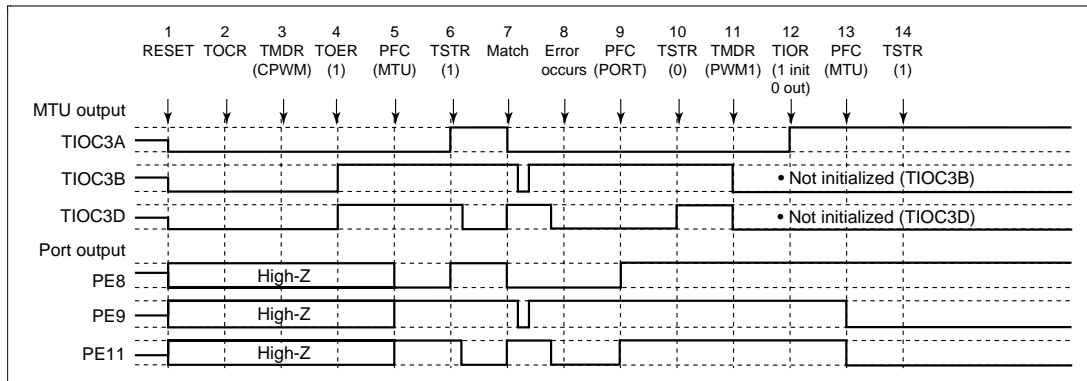 1 2 3 4 5 6 7 8 9 10 11 12 13 14
RESET TOCR TMDR TOER PFC TSTR Match Error PFC TSTR TMDR TIOR PFC TSTR
(CPWM) (1) (MTU) (1) occurs (PORT) (0) (PWM1) (1 init (MTU) (1)
0 out)
MTU output
TIOC3A
TIOC3B • Not initialized (TIOC3B)
TIOC3D • Not initialized (TIOC3D)
Port output
PE8 High-Z
PE9 High-Z
PE11 High-Z